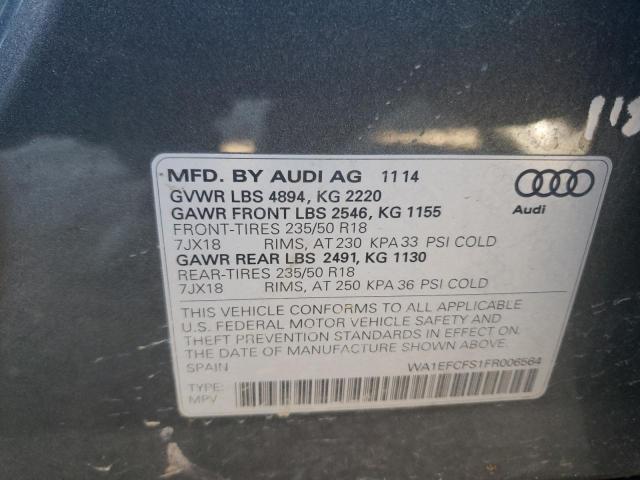 118
MFD. BY AUDI AG 1114
GVWR LBS 4894, KG 2220
GAWR FRONT LBS 2546, KG 1155
FRONT-TIRES 235/50 R18
7JX18 RIMS, AT 230 KPA 33 PSI COLD
GAWR REAR LBS 2491, KG 1130
REAR-TIRES 235/50 R18
7JX18 RIMS, AT 250 KPA 36 PSI COLD
Audi
THIS VEHICLE CONFORMS TO ALL APPLICABLE
U.S. FEDERAL MOTOR VEHICLE SAFETY AND
THEFT PREVENTION STANDARDS IN EFFECT ON
THE DATE OF MANUFACTURE SHOWN ABOVE.
SPAIN WA1EFCFS1FR006564
TYPE:
MPV